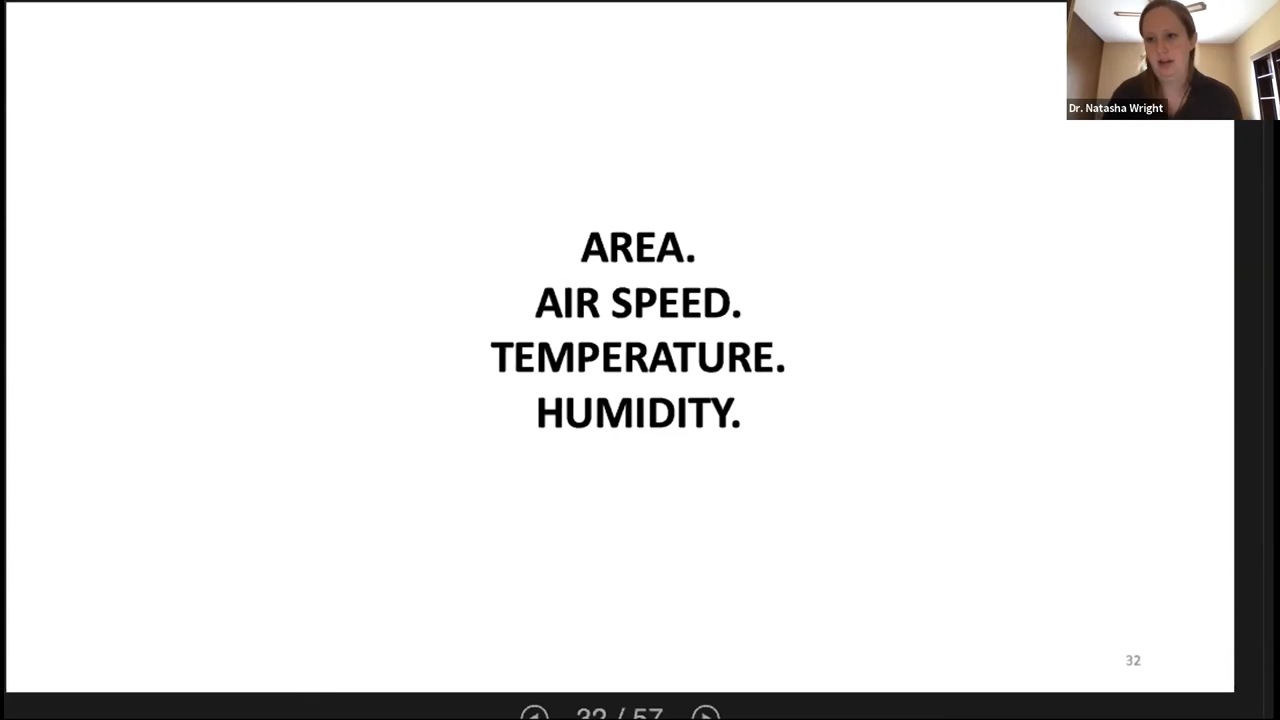 Dr. Natasha Wright
AREA.
AIR SPEED.
TEMPERATURE.
HUMIDITY.
32
32 / 57